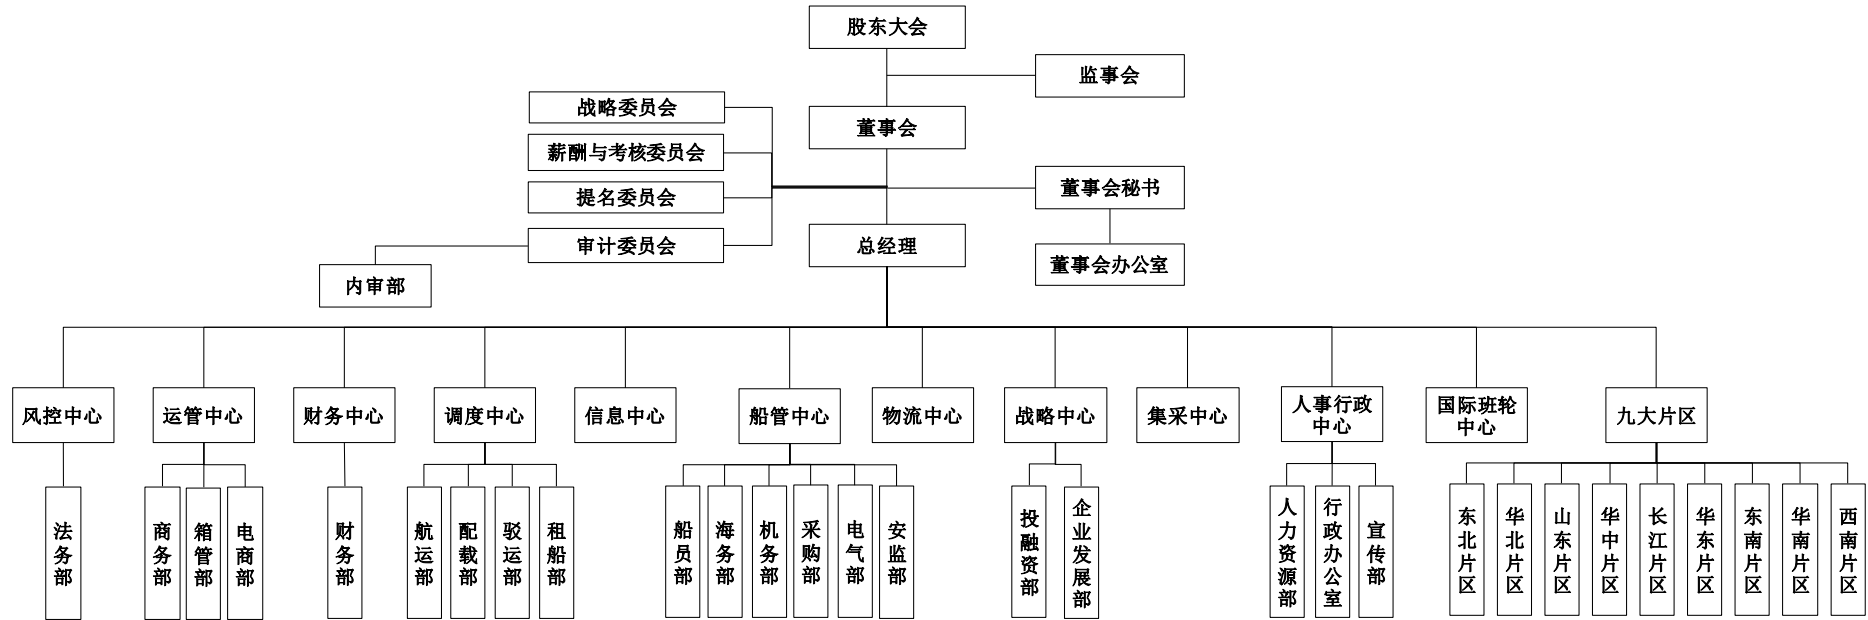 股东大会
监事会
战略委员会
董事会
薪酬与考核委员会
董事会秘书
提名委员会
审计委员会
总经理
董事会办公室
内审部
风控中心
运管中心
财务中心
调度中心
信息中心
船管中心
物流中心
战略中心
集采中心
人事行政
中心
国际班轮
中心
九大片区
法务部
商务部
箱管部
电商部
财务部
航运部
配载部
驳运部
租船部
船员部
海务部
机务部
采购部
电气部
安监部
投融资部
企业发展部
人力资源部
行政办公室
宣传部
东北片区
华北片区
山东片区
华中片区
长江片区
华东片区
东南片区
华南片区
西南片区